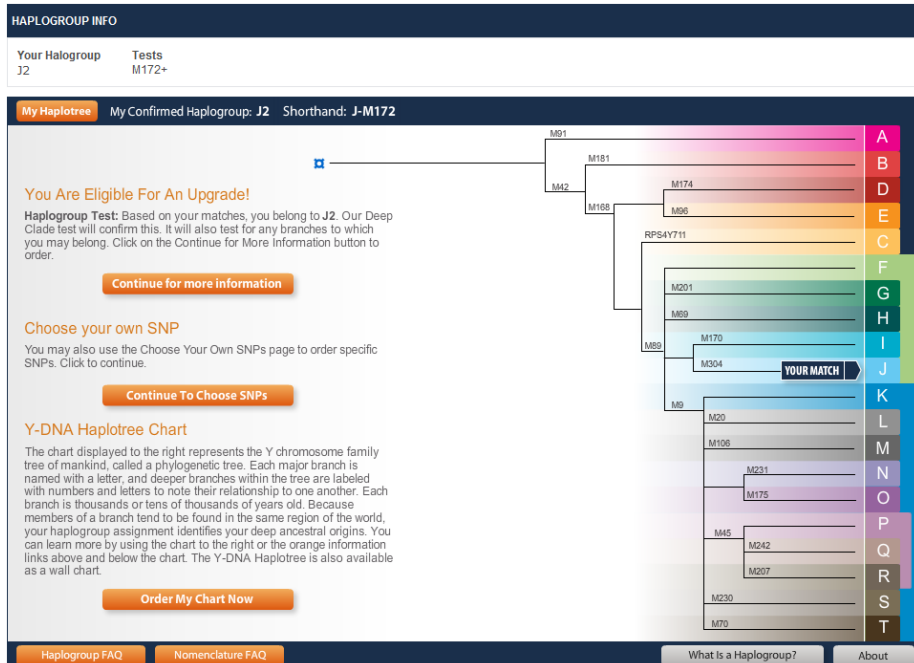 HAPLOGROUP INFO
Your Halogroup Tests
J2 M172+
My Haplotree My Confirmed Haplogroup: J2 Shorthand: J-M172
You Are Eligible For An Upgrade!
Haplogroup Test: Based on your matches, you belong to J2. Our Deep
Clade test will confirm this. It will also test for any branches to which
you may belong. Click on the Continue for More Information button to
order.
Continue for more information
Choose your own SNP
You may also use the Choose Your Own SNPs page to order specific
SNPs. Click to continue.
Continue To Choose SNPs
Y-DNA Haplotree Chart
The chart displayed to the right represents the Y chromosome family
tree of mankind, called a phylogenetic tree. Each major branch is
named with a letter, and deeper branches within the tree are labeled
with numbers and letters to note their relationship to one another. Each
branch is thousands or tens of thousands of years old. Because
members of a branch tend to be found in the same region of the world,
your haplogroup assignment identifies your deep ancestral origins. You
can learn more by using the chart to the right or the orange information
links above and below the chart. The Y-DNA Haplotree is also available
as a wall chart.
Order My Chart Now
M91 A
M181 B
M42
M174 D
M168
M96 E
RPS4Y711 C
F
M201 G
M69 H
M89
M170 I
M304 YOUR MATCH J
K
M9
M20 L
M106 M
M231 N
M175 O
P
M45
M242 Q
M207 R
M230 S
M70 T
Haplogroup FAQ Nomenclature FAQ What Is a Haplogroup? About